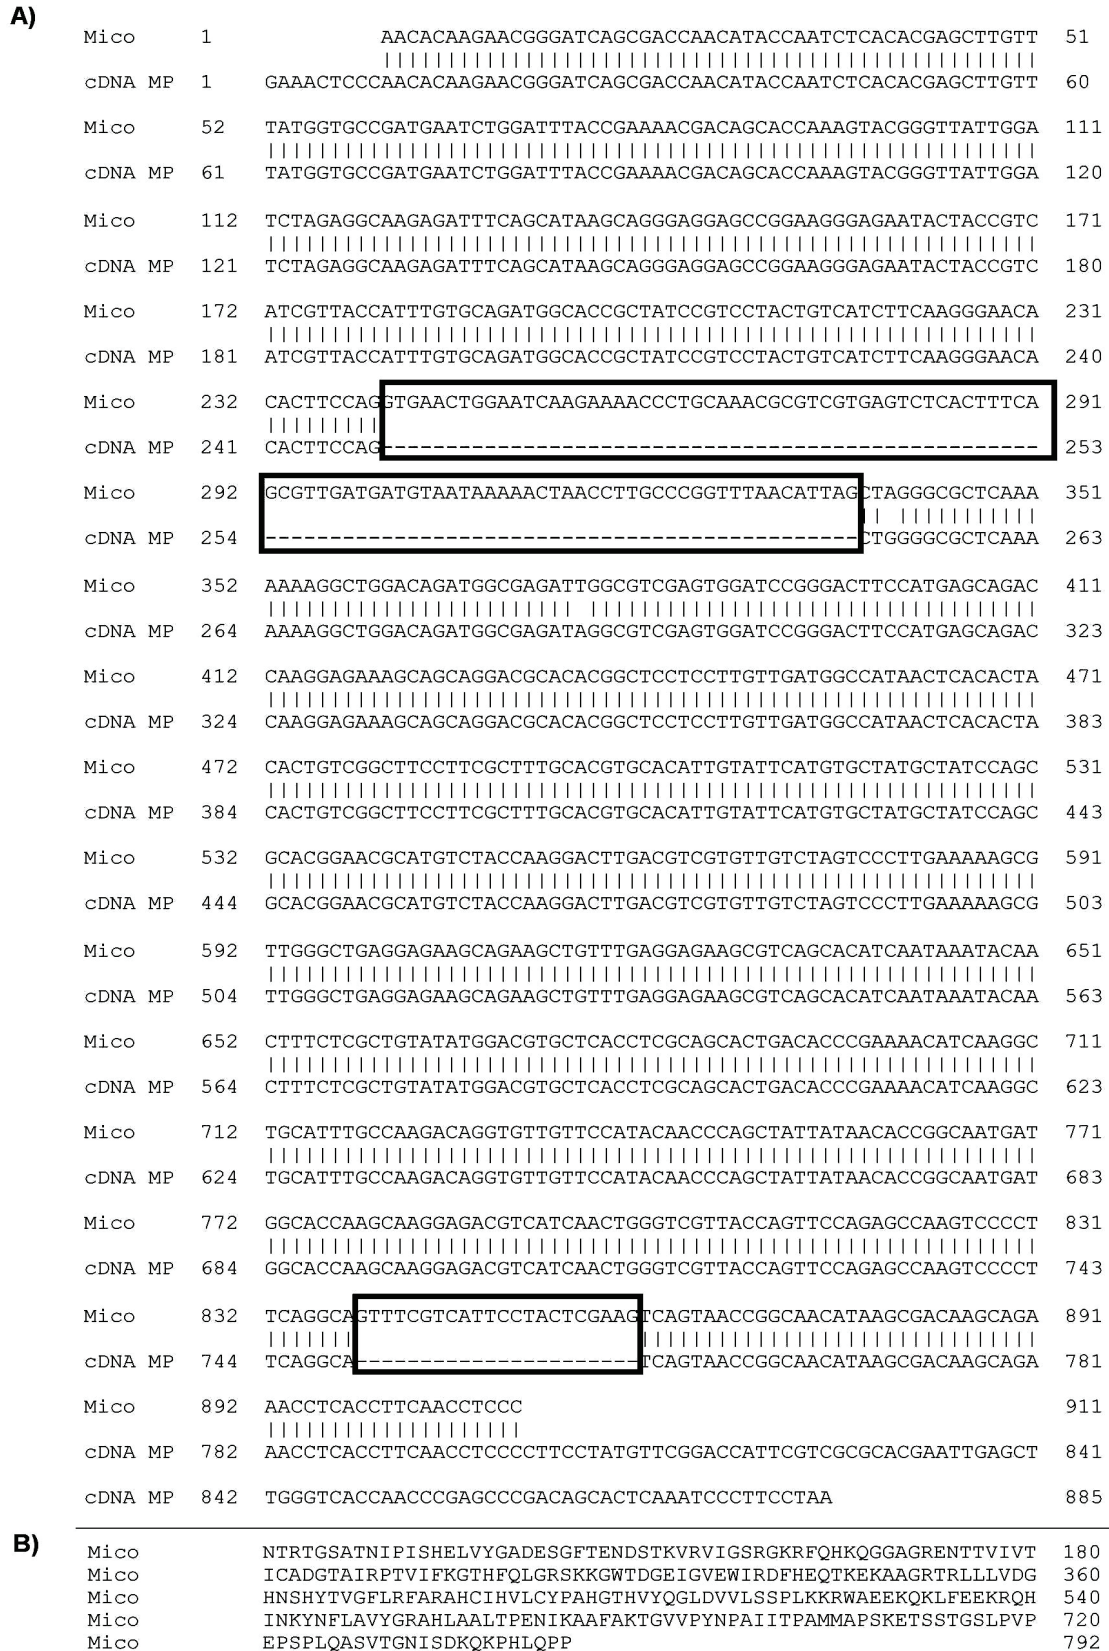 A)
Mico 1 AACACAAGAACGGGATCAGCGACCAACATACCAATCTCACACGAGCTTGTT 51
cDNA MP 1 GAAACTCCCAACACAAGAACGGGATCAGCGACCAACATACCAATCTCACACGAGCTTGTT 60
Mico 52 TATGGTGCCGATGAATCTGGATTTACCGAAAACGACAGCACCAAAGTACGGGTTATTGGA 111
cDNA MP 61 TATGGTGCCGATGAATCTGGATTTACCGAAAACGACAGCACCAAAGTACGGGTTATTGGA 120
Mico 112 TCTAGAGGCAAGAGATTTCAGCATAAGCAGGGAGGAGCCGGAAGGGAGAATACTACCGTC 171
cDNA MP 121 TCTAGAGGCAAGAGATTTCAGCATAAGCAGGGAGGAGCCGGAAGGGAGAATACTACCGTC 180
Mico 172 ATCGTTACCATTTGTGCAGATGGCACCGCTATCCGTCCTACTGTCATCTTCAAGGGAACA 231
cDNA MP 181 ATCGTTACCATTTGTGCAGATGGCACCGCTATCCGTCCTACTGTCATCTTCAAGGGAACA 240
Mico 232 CACTTCCAGGTGAACTGGAATCAAGAAAACCCTGCAAACGCGTCGTGAGTCTCACTTTCA 291
cDNA MP 241 CACTTCCAG--------------------------------------------------- 253
Mico 292 GCGTTGATGATGTAATAAAAACTAACCTTGCCCGGTTTAACATTAGCTAGGGCGCTCAAA 351
cDNA MP 254 ----------------------------------------------CTGGGGCGCTCAAA 263
Mico 352 AAAAGGCTGGACAGATGGCGAGATTGGCGTCGAGTGGATCCGGGACTTCCATGAGCAGAC 411
cDNA MP 264 AAAAGGCTGGACAGATGGCGAGATAGGCGTCGAGTGGATCCGGGACTTCCATGAGCAGAC 323
Mico 412 CAAGGAGAAAGCAGCAGGACGCACACGGCTCCTCCTTGTTGATGGCCATAACTCACACTA 471
cDNA MP 324 CAAGGAGAAAGCAGCAGGACGCACACGGCTCCTCCTTGTTGATGGCCATAACTCACACTA 383
Mico 472 CACTGTCGGCTTCCTTCGCTTTGCACGTGCACATTGTATTCATGTGCTATGCTATCCAGC 531
cDNA MP 384 CACTGTCGGCTTCCTTCGCTTTGCACGTGCACATTGTATTCATGTGCTATGCTATCCAGC 443
Mico 532 GCACGGAACGCATGTCTACCAAGGACTTGACGTCGTGTTGTCTAGTCCCTTGAAAAAGCG 591
cDNA MP 444 GCACGGAACGCATGTCTACCAAGGACTTGACGTCGTGTTGTCTAGTCCCTTGAAAAAGCG 503
Mico 592 TTGGGCTGAGGAGAAGCAGAAGCTGTTTGAGGAGAAGCGTCAGCACATCAATAAATACAA 651
cDNA MP 504 TTGGGCTGAGGAGAAGCAGAAGCTGTTTGAGGAGAAGCGTCAGCACATCAATAAATACAA 563
Mico 652 CTTTCTCGCTGTATATGGACGTGCTCACCTCGCAGCACTGACACCCGAAAACATCAAGGC 711
cDNA MP 564 CTTTCTCGCTGTATATGGACGTGCTCACCTCGCAGCACTGACACCCGAAAACATCAAGGC 623
Mico 712 TGCATTTGCCAAGACAGGTGTTGTTCCATACAACCCAGCTATTATAACACCGGCAATGAT 771
cDNA MP 624 TGCATTTGCCAAGACAGGTGTTGTTCCATACAACCCAGCTATTATAACACCGGCAATGAT 683
Mico 772 GGCACCAAGCAAGGAGACGTCATCAACTGGGTCGTTACCAGTTCCAGAGCCAAGTCCCCT 831
cDNA MP 684 GGCACCAAGCAAGGAGACGTCATCAACTGGGTCGTTACCAGTTCCAGAGCCAAGTCCCCT 743
Mico 832 TCAGGCAGTTTCGTCATTCCTACTCGAAGTCAGTAACCGGCAACATAAGCGACAAGCAGA 891
cDNA MP 744 TCAGGCA----------------------TCAGTAACCGGCAACATAAGCGACAAGCAGA 781
Mico 892 AACCTCACCTTCAACCTCCC 911
cDNA MP 782 AACCTCACCTTCAACCTCCCCTTCCTATGTTCGGACCATTCGTCGCGCACGAATTGAGCT 841
cDNA MP 842 TGGGTCACCAACCCGAGCCCGACAGCACTCAAATCCCTTCCTAA 885
B)
Mico NTRTGSATNIPISHELVYGADESGFTENDSTKVRVIGSRGKRFQHKQGGAGRENTTVIVT 180
Mico ICADGTAIRPTVIFKGTHFQLGRSKKGWTDGEIGVEWIRDFHEQTKEKAAGRTRLLLVDG 360
Mico HNSHYTVGFLRFARAHCIHVLCYPAHGTHVYQGLDVVLSSPLKKRWAEEKQKLFEEKRQH 540
Mico INKYNFLAVYGRAHLAALTPENIKAAFAKTGVVPYNPAIITPAMMAPSKETSSTGSLPVP 720
Mico EPSPLQASVTGNISDKQKPHLQPP 792